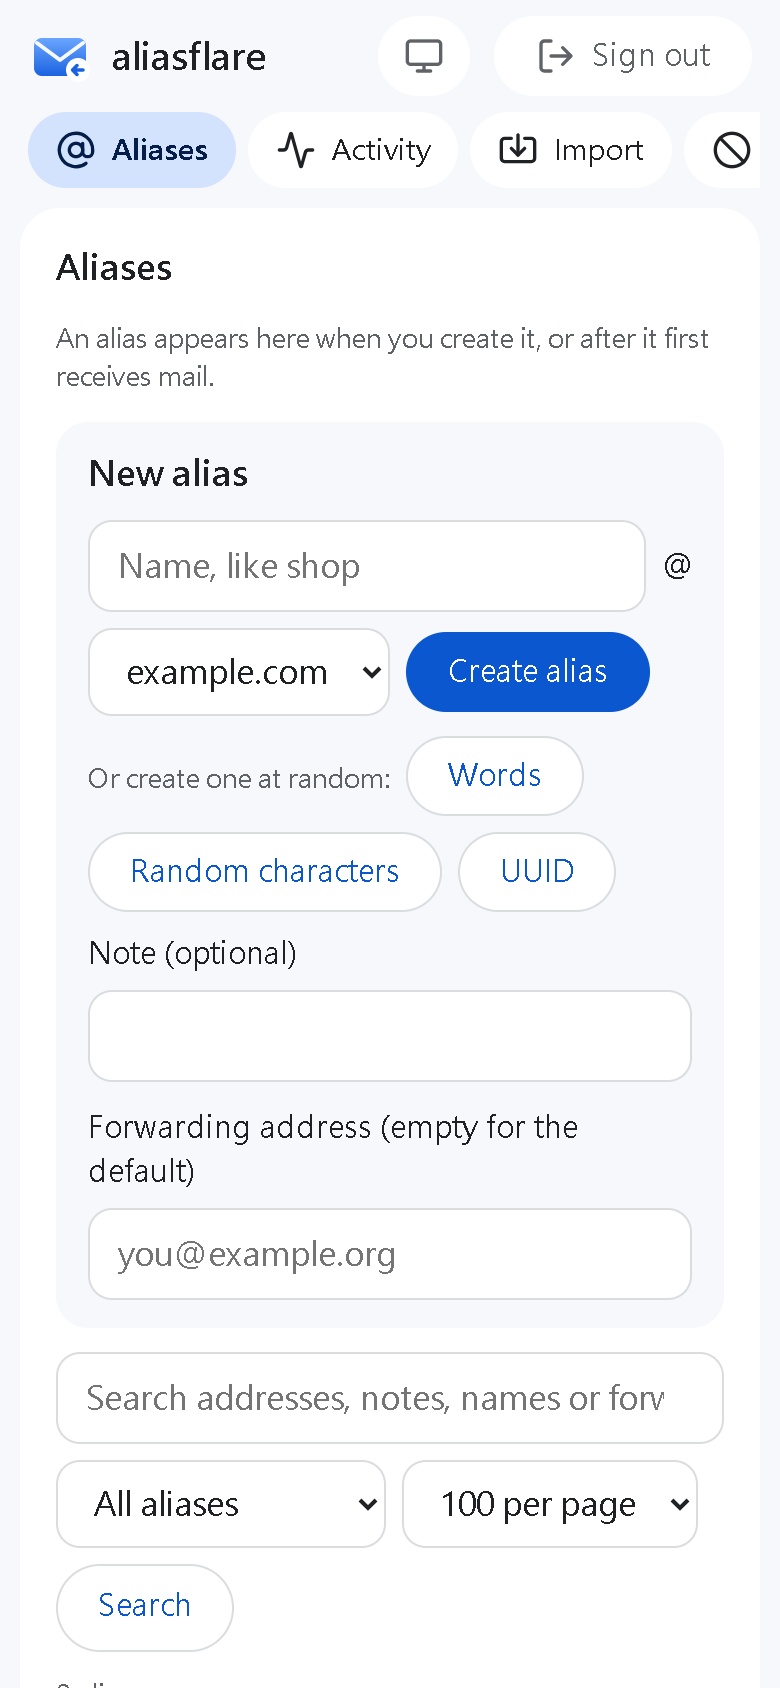 aliasflare
Sign out
Aliases
Activity
Import
Aliases
An alias appears here when you create it, or after it first
receives mail.
New alias
Name, like shop
@
example.com
Create alias
Or create one at random:
Words
Random characters
UUID
Note (optional)
Forwarding address (empty for the
default)
you@example.org
Search addresses, notes, names or forw
All aliases
100 per page
Search